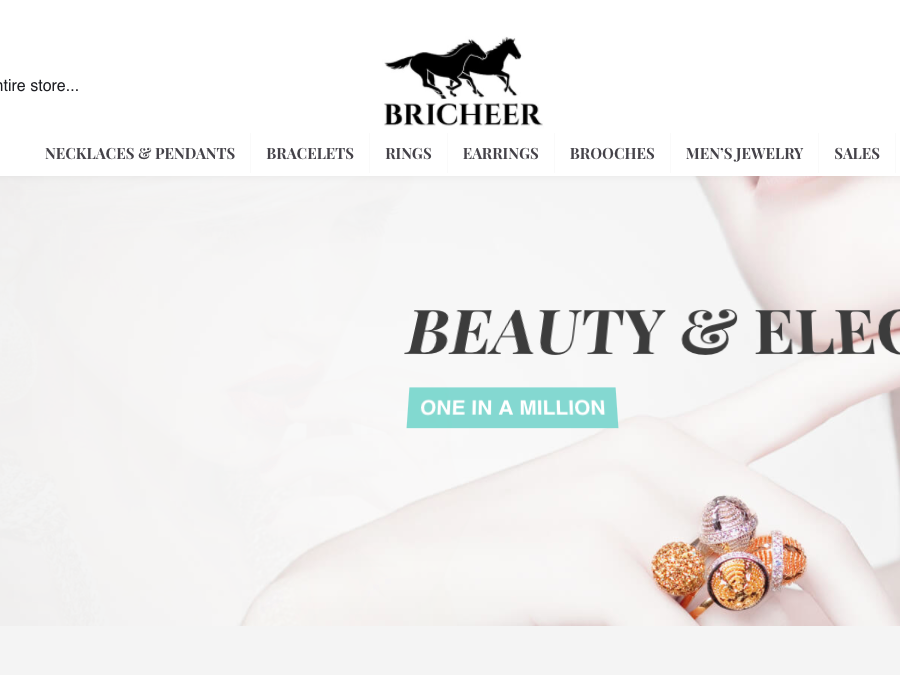 ntire store...
BRICHEER
NECKLACES & PENDANTS BRACELETS RINGS EARRINGS BROOCHES MEN'S JEWELRY SALES
BEAUTY & ELEG
ONE IN A MILLION